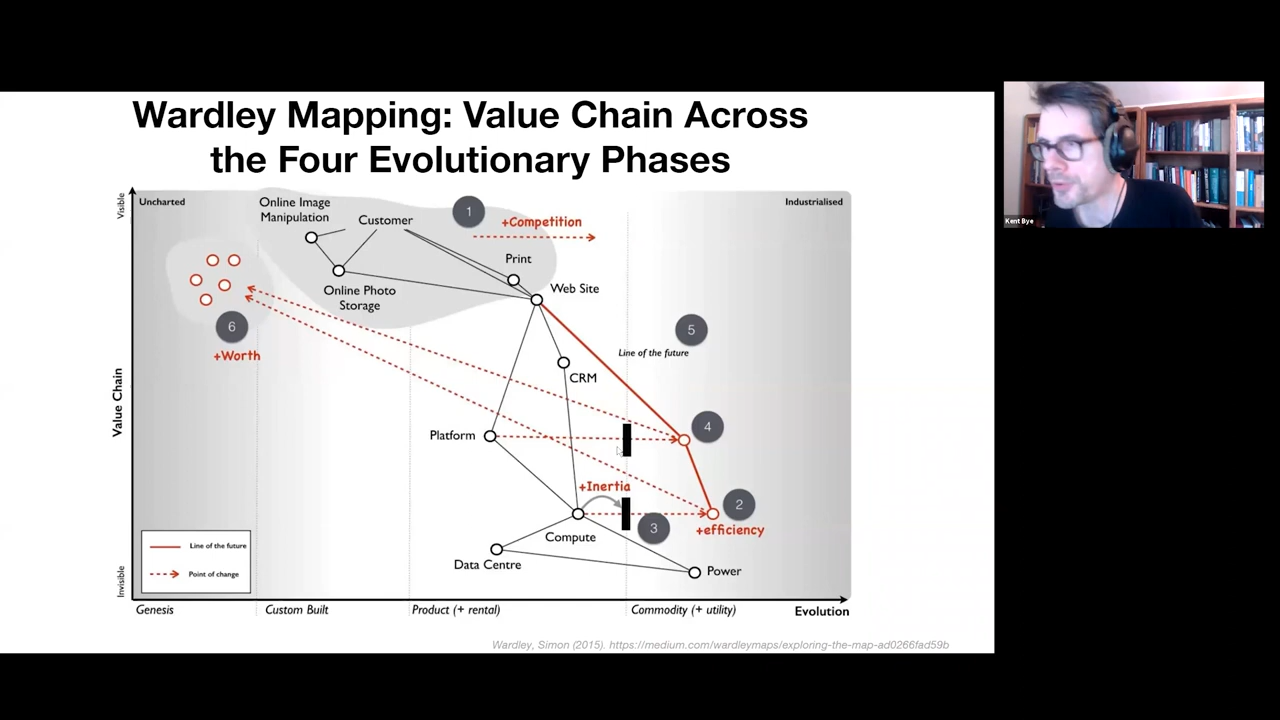 Wardley Mapping: Value Chain Across
the Four Evolutionary Phases
Kent Bye
Visible
Uncharted
Online Image
Manipulation
Customer
1
+Competition
Industrialised
Print
Online Photo
Storage
Web Site
6
+Worth
5
Line of the future
CRM
Value Chain
Platform
4
+Inertia
2
+efficiency
3
Compute
Data Centre
Power
Line of the future
Point of change
Invisible
Genesis
Custom Built
Product (+ rental)
Commodity (+ utility)
Evolution
Wardley, Simon (2015). https://medium.com/wardleymaps/exploring-the-map-ad0266fad59b